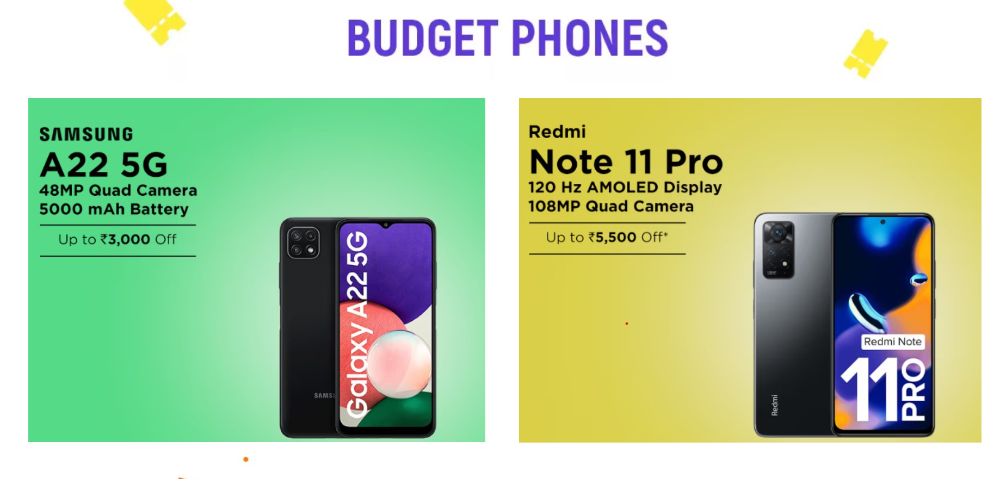 BUDGET PHONES
SAMSUNG
A22 5G
48MP Quad Camera
5000 mAh Battery
Up to ₹3,000 Off
SAMSU
Galaxy A22 5G
Redmi
Note 11 Pro
120 Hz AMOLED Display
108MP Quad Camera
Up to ₹5,500 Off*
Redmi
Redmi Note
11 PRO